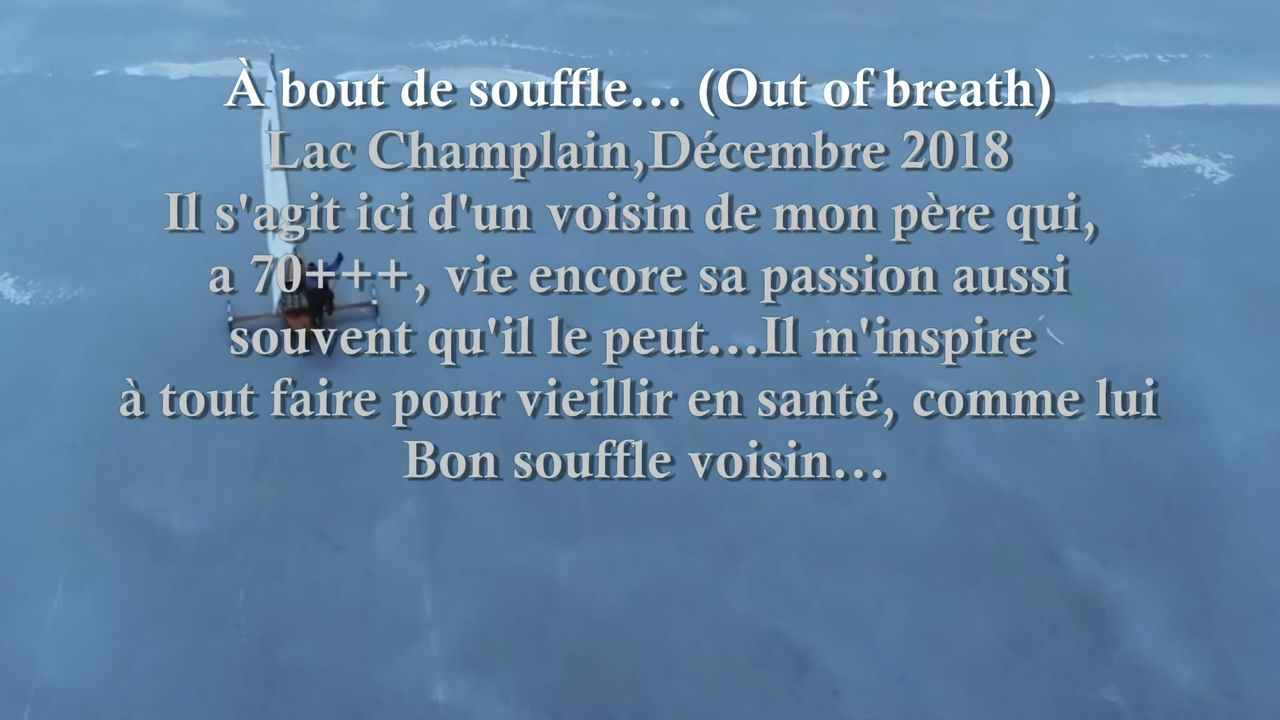 À bout de souffle... (Out of breath)
Lac Champlain,Décembre 2018
Il s'agit ici d'un voisin de mon père qui,
a 70+++, vie encore sa passion aussi
souvent qu'il le peut...Il m'inspire
à tout faire pour vieillir en santé, comme lui
Bon souffle voisin...